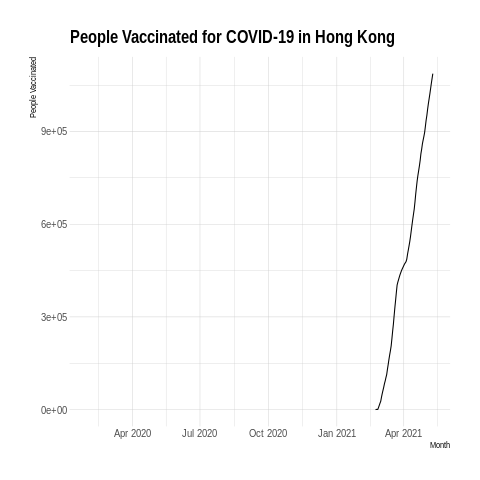 People Vaccinated for COVID-19 in Hong Kong
People Vaccinated
9e+05
6e+05
3e+05
0e+00
Apr 2020 Jul 2020 Oct 2020 Jan 2021 Apr 2021
Month